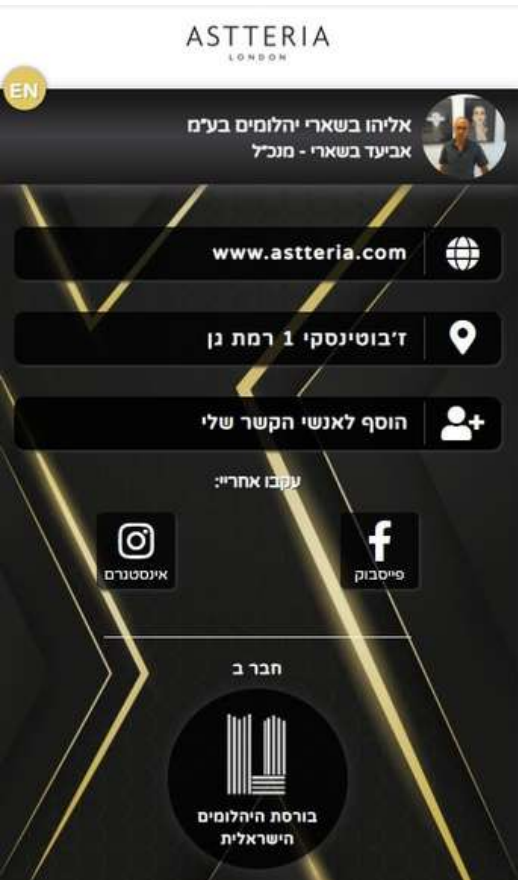 ASTTERIA
LONDON
EN
אליהו בשארי יהלומים בע״מ
אביעד בשארי - מנכ״ל
www.astteria.com
ז׳בוטינסקי 1 רמת גן
הוסף לאנשי הקשר שלי
עקבו אחריי:
פייסבוק
אינסטגרם
חבר ב
בורסת היהלומים
הישראלית